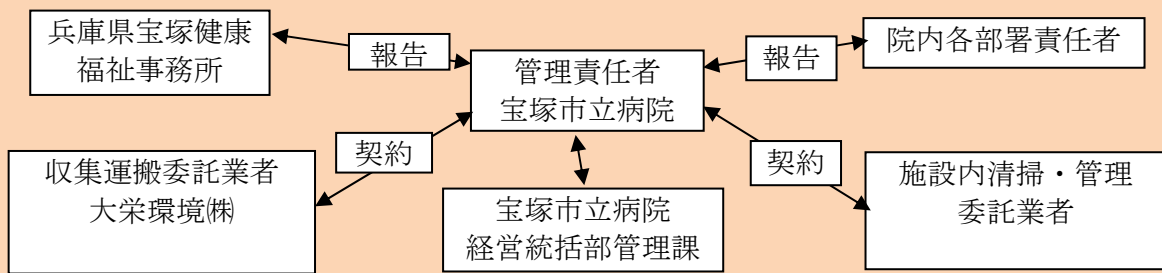 兵庫県宝塚健康
福祉事務所
報告
管理責任者
宝塚市立病院
報告
院内各部署責任者
収集運搬委託業者
大栄環境㈱
契約
宝塚市立病院
経営統括部管理課
契約
施設内清掃・管理
委託業者